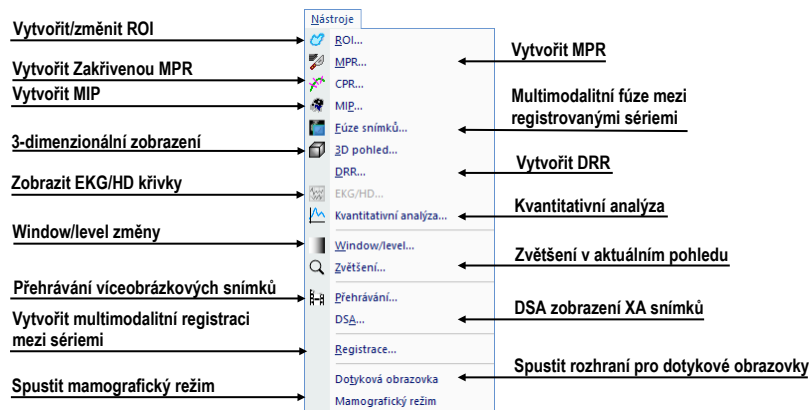 Nástroje
Vytvořit/změnit ROI
ROI...
MPR...
Vytvořit MPR
Vytvořit Zakřivenou MPR
CPR...
Vytvořit MIP
MIP...
Multimodalitní fúze mezi
registrovanými sériemi
Fúze snímků...
3-dimenzionální zobrazení
3D pohled...
DRR...
Vytvořit DRR
Zobrazit EKG/HD křivky
EKG/HD...
Kvantitativní analýza...
Kvantitativní analýza
Window/level změny
Window/level...
Zvětšení...
Zvětšení v aktuálním pohledu
Přehrávání víceobrázkových snímků
Přehrávání...
DSA...
DSA zobrazení XA snímků
Vytvořit multimodalitní registraci
mezi sériemi
Registrace...
Dotyková obrazovka
Spustit rozhraní pro dotykové obrazovky
Spustit mamografický režim
Mamografický režim